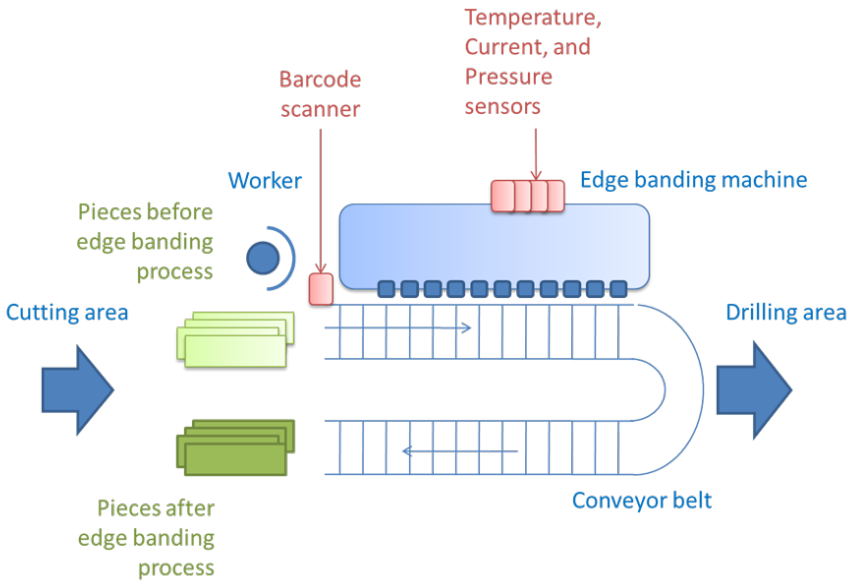 Temperature,
Current, and
Pressure
sensors
Barcode
scanner
Worker
Edge banding machine
Pieces before
edge banding
process
Cutting area
Drilling area
Conveyor belt
Pieces after
edge banding
process